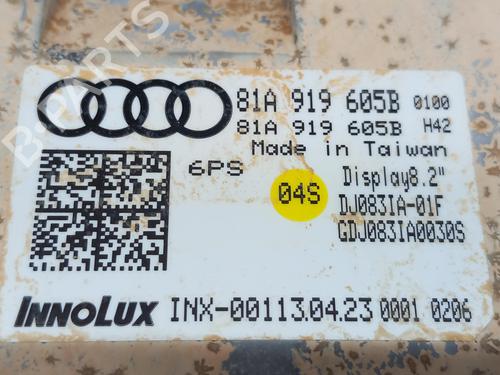 81A 919 605B 0100
81A 919 605B H42
Made in Taiwan
6PS
04S
Display8.2"
DJ083IA-01F
GDJ083IA0030S
INNOLUX INX-00113.04.23 0001 0206
B-PARTS